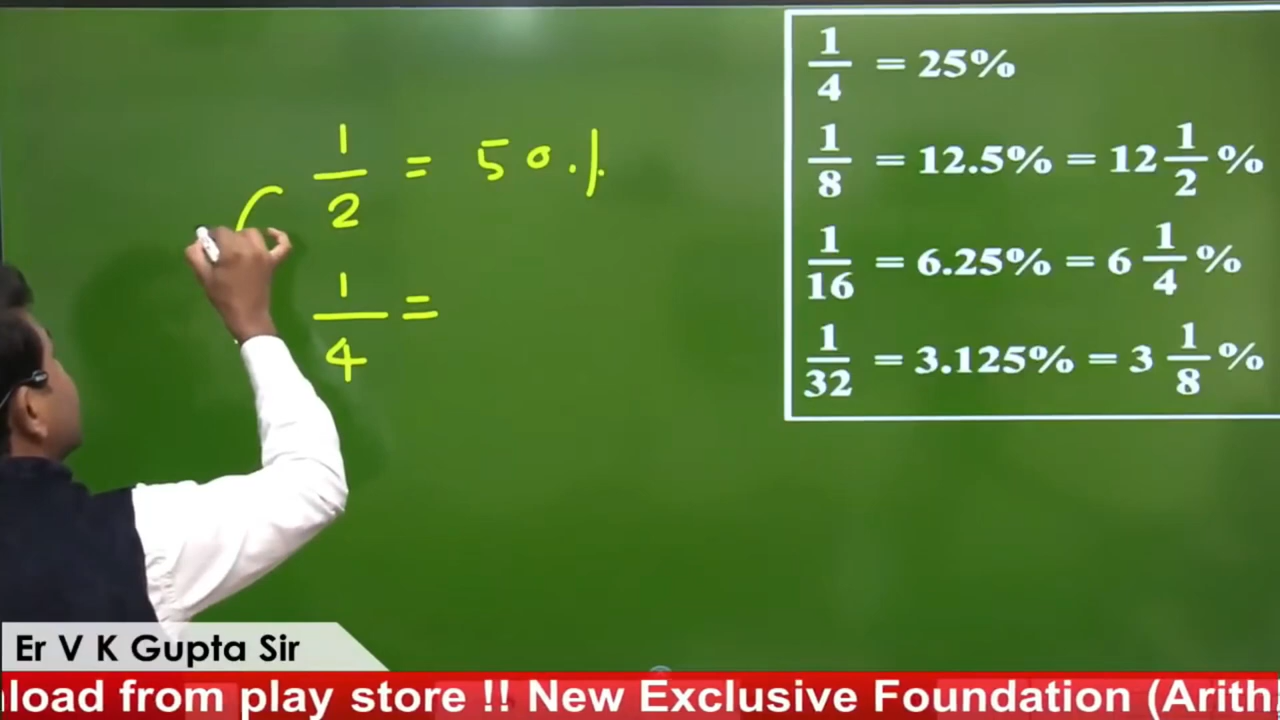 1/2 = 50%
1/4 =
1/4 = 25%
1/8 = 12.5% = 12 1/2 %
1/16 = 6.25% = 6 1/4 %
1/32 = 3.125% = 3 1/8 %
Er V K Gupta Sir
load from play store !! New Exclusive Foundation (Arith